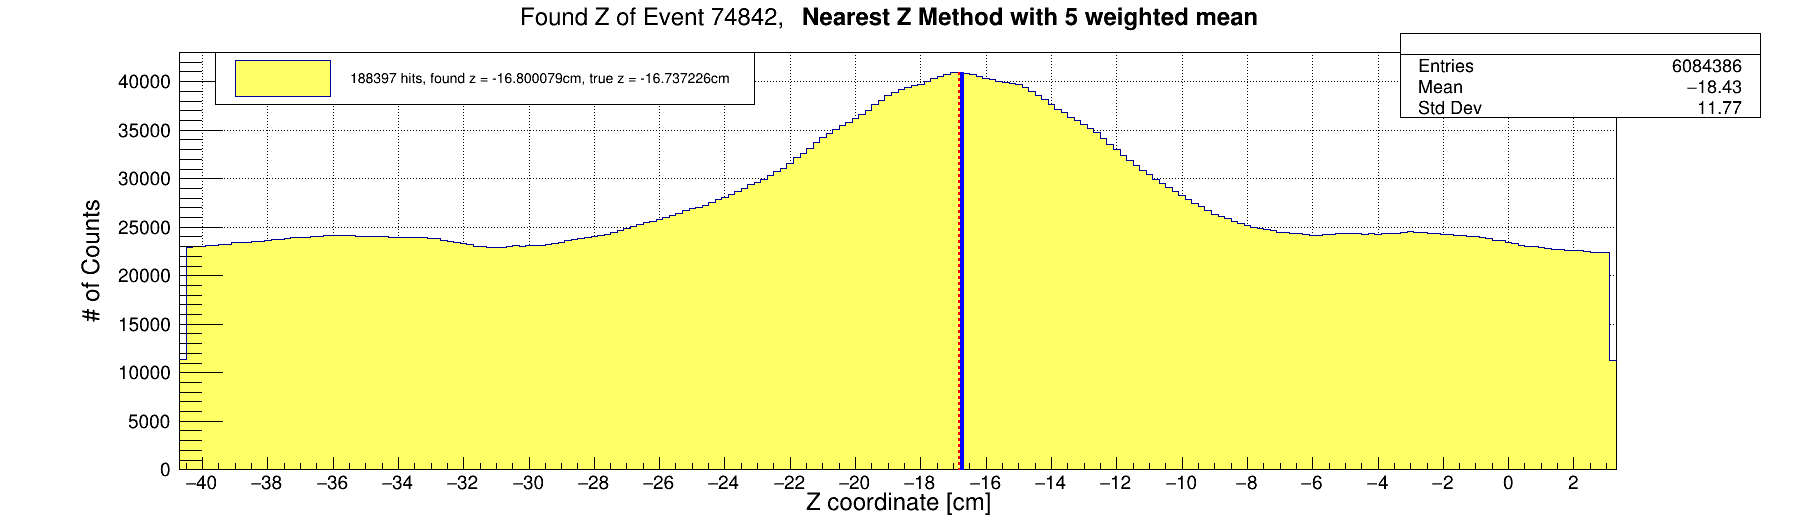 Found Z of Event 74842, Nearest Z Method with 5 weighted mean
188397 hits, found z = -16.800079cm, true z = -16.737226cm
Entries 6084386
Mean −18.43
Std Dev 11.77
# of Counts
40000
35000
30000
25000
20000
15000
10000
5000
0
−40 −38 −36 −34 −32 −30 −28 −26 −24 −22 −20 −18 −16 −14 −12 −10 −8 −6 −4 −2 0 2
Z coordinate [cm]